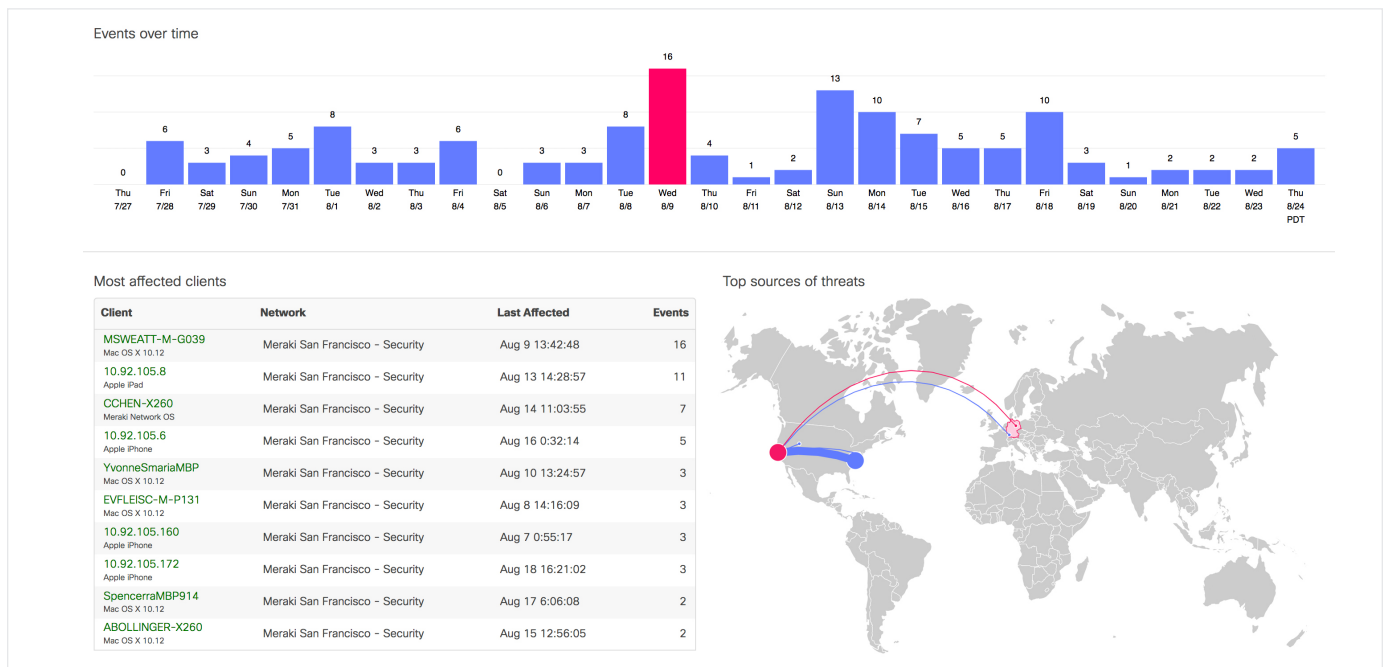 Events over time
16
13
10
10
8
8
7
6
6
5
5
5
5
4
4
3
3
3
3
3
3
2
2
2
2
1
1
0
0
Thu Fri Sat Sun Mon Tue Wed Thu Fri Sat Sun Mon Tue Wed Thu Fri Sat Sun Mon Tue Wed Thu Fri Sat Sun Mon Tue Wed Thu
7/27 7/28 7/29 7/30 7/31 8/1 8/2 8/3 8/4 8/5 8/6 8/7 8/8 8/9 8/10 8/11 8/12 8/13 8/14 8/15 8/16 8/17 8/18 8/19 8/20 8/21 8/22 8/23 8/24
PDT
Most affected clients
Client Network Last Affected Events
MSWEATT-M-G039
Mac OS X 10.12
Meraki San Francisco - Security Aug 9 13:42:48 16
10.92.105.8
Apple iPad
Meraki San Francisco - Security Aug 13 14:28:57 11
CCHEN-X260
Meraki Network OS
Meraki San Francisco - Security Aug 14 11:03:55 7
10.92.105.6
Apple iPhone
Meraki San Francisco - Security Aug 16 0:32:14 5
YvonneSmariaMBP
Mac OS X 10.12
Meraki San Francisco - Security Aug 10 13:24:57 3
EVFLEISC-M-P131
Mac OS X 10.12
Meraki San Francisco - Security Aug 8 14:16:09 3
10.92.105.160
Apple iPhone
Meraki San Francisco - Security Aug 7 0:55:17 3
10.92.105.172
Apple iPhone
Meraki San Francisco - Security Aug 18 16:21:02 3
SpencerraMBP914
Mac OS X 10.12
Meraki San Francisco - Security Aug 17 6:06:08 2
ABOLLINGER-X260
Mac OS X 10.12
Meraki San Francisco - Security Aug 15 12:56:05 2
Top sources of threats